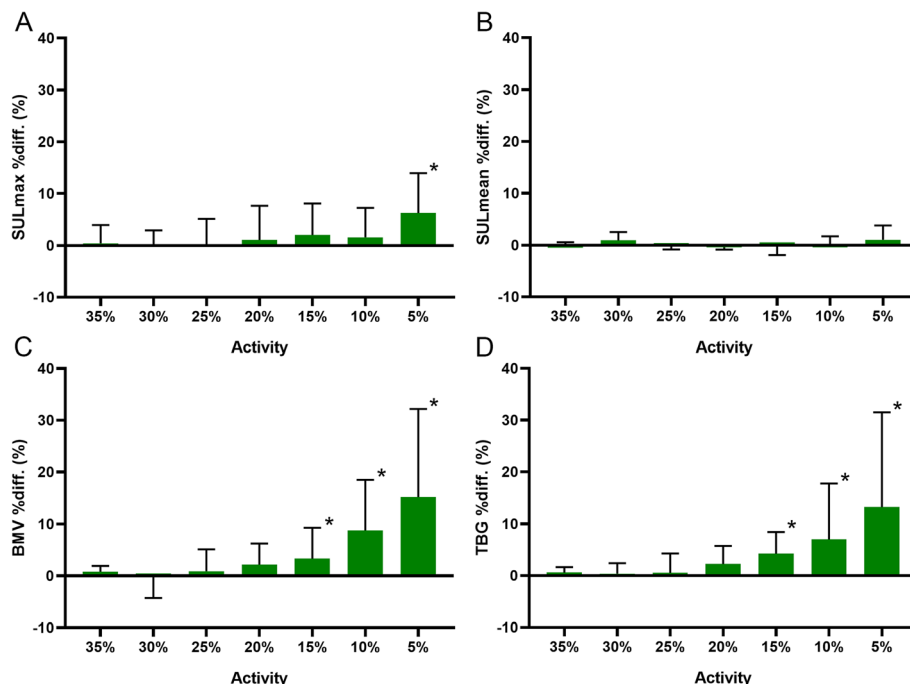 A
SULmax %diff. (%)
40
30
20
10
0
-10
*
35% 30% 25% 20% 15% 10% 5%
Activity
B
SULmean %diff. (%)
40
30
20
10
0
-10
35% 30% 25% 20% 15% 10% 5%
Activity
C
BMV %diff. (%)
40
30
20
10
0
-10
* * *
35% 30% 25% 20% 15% 10% 5%
Activity
D
TBG %diff. (%)
40
30
20
10
0
-10
* * *
35% 30% 25% 20% 15% 10% 5%
Activity